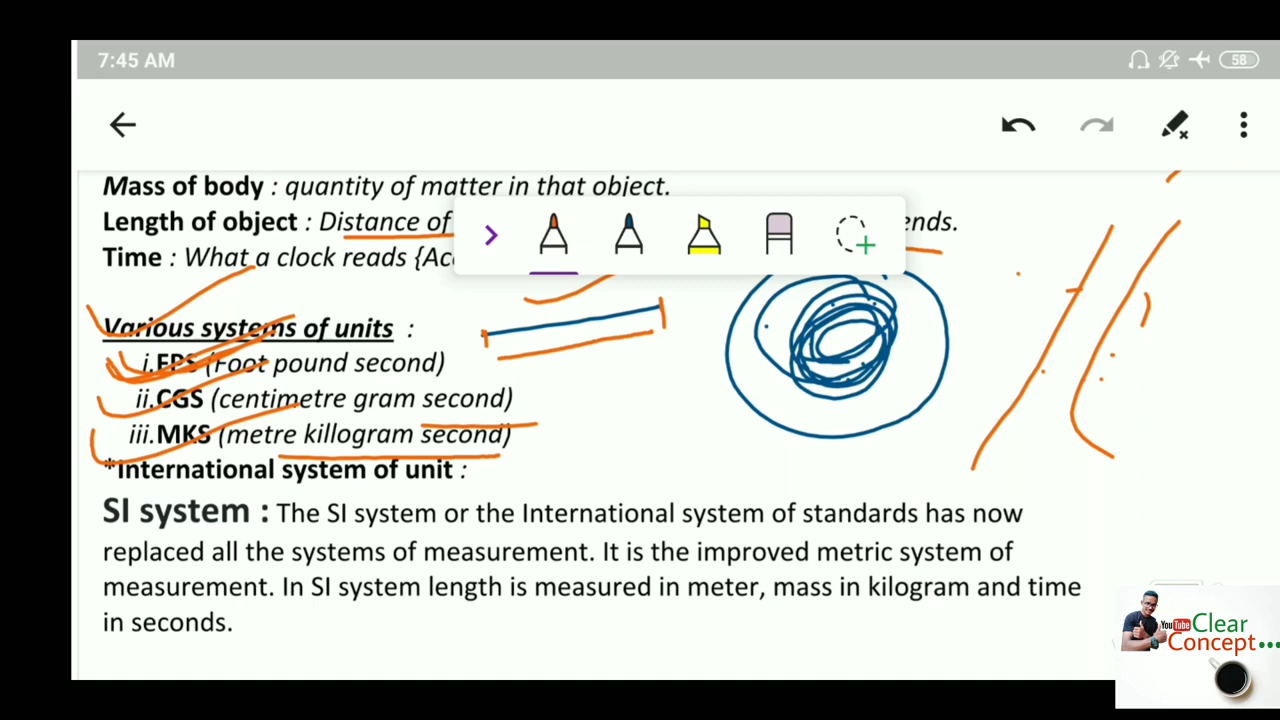 7:45 AM
58
Mass of body : quantity of matter in that object.
Length of object : Distance of ends.
Time : What a clock reads {Ac
Various systems of units :
i.FPS (Foot pound second)
ii.CGS (centimetre gram second)
iii.MKS (metre killogram second)
*International system of unit :
SI system : The SI system or the International system of standards has now
replaced all the systems of measurement. It is the improved metric system of
measurement. In SI system length is measured in meter, mass in kilogram and time
in seconds.
YouTube Clear
Concept•••